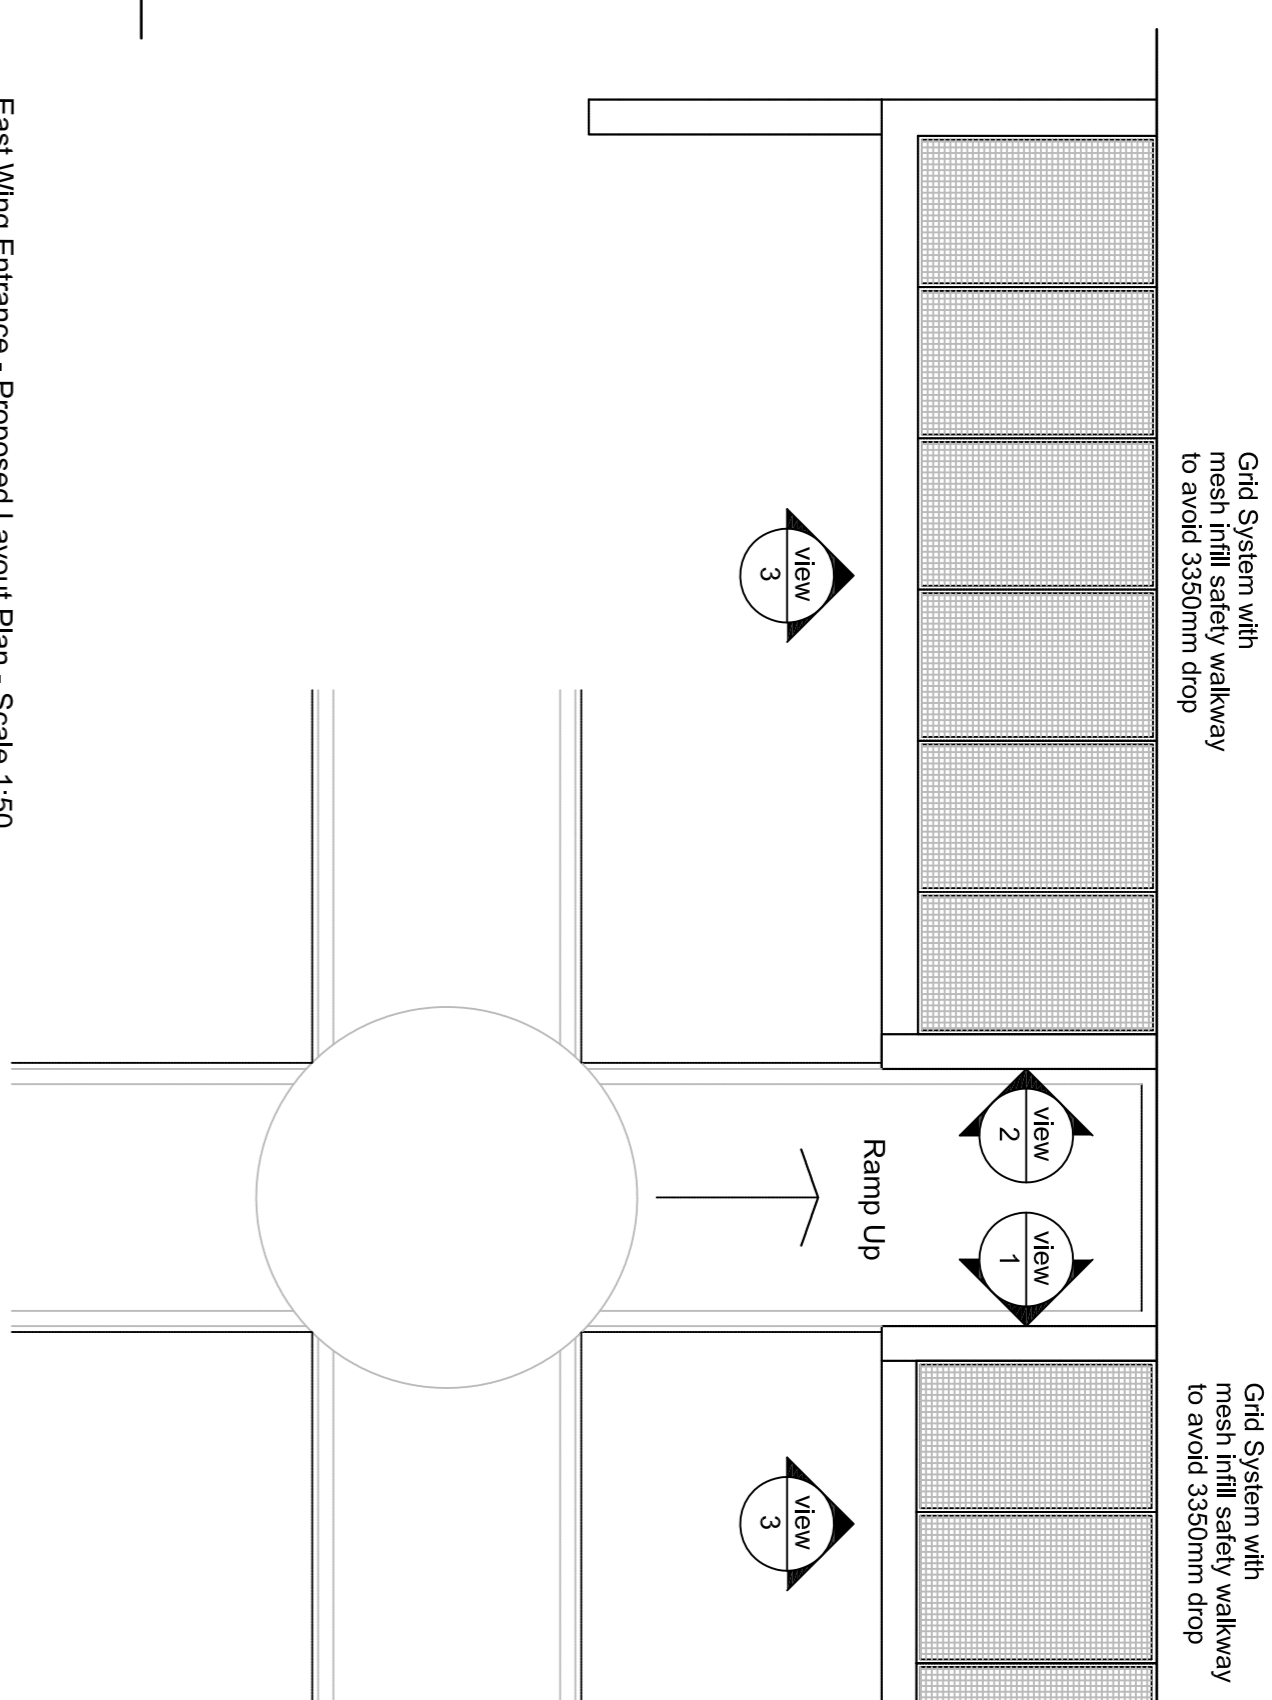 Grid System with
mesh infill safety walkway
to avoid 3350mm drop
Grid System with
mesh infill safety walkway
to avoid 3350mm drop
view
2
view
1
Ramp Up
view
3
view
3
East Wing Entrance - Proposed Layout Plan - Scale 1:50